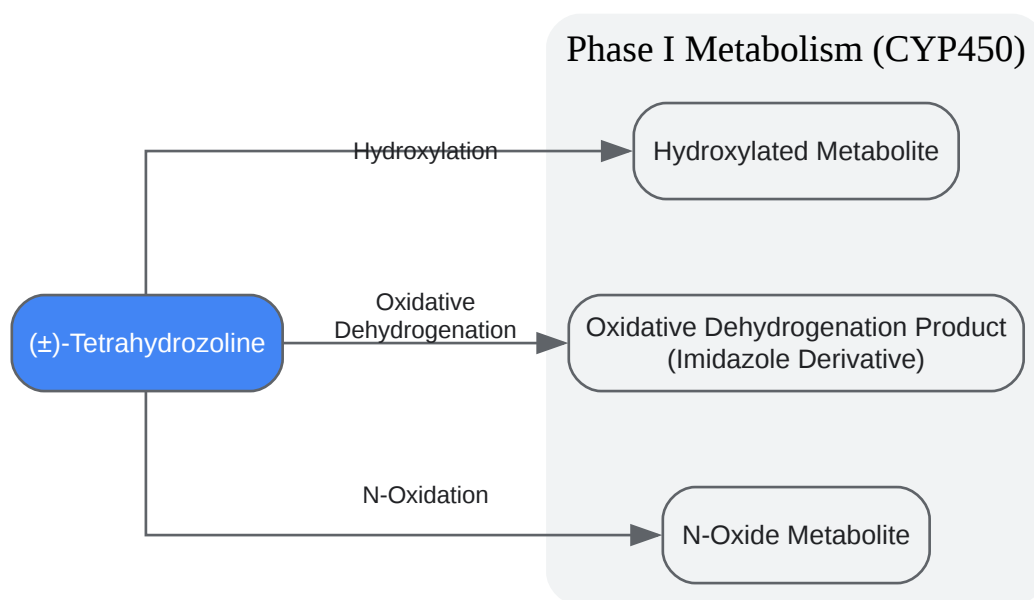 Phase I Metabolism (CYP450)
Hydroxylation
Hydroxylated Metabolite
(±)-Tetrahydrozoline
Oxidative
Dehydrogenation
Oxidative Dehydrogenation Product
(Imidazole Derivative)
N-Oxidation
N-Oxide Metabolite